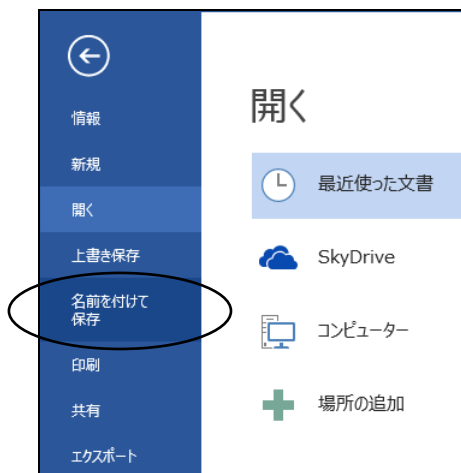 情報
新規
開く
上書き保存
名前を付けて
保存
印刷
共有
エクスポート
開く
最近使った文書
SkyDrive
コンピューター
場所の追加